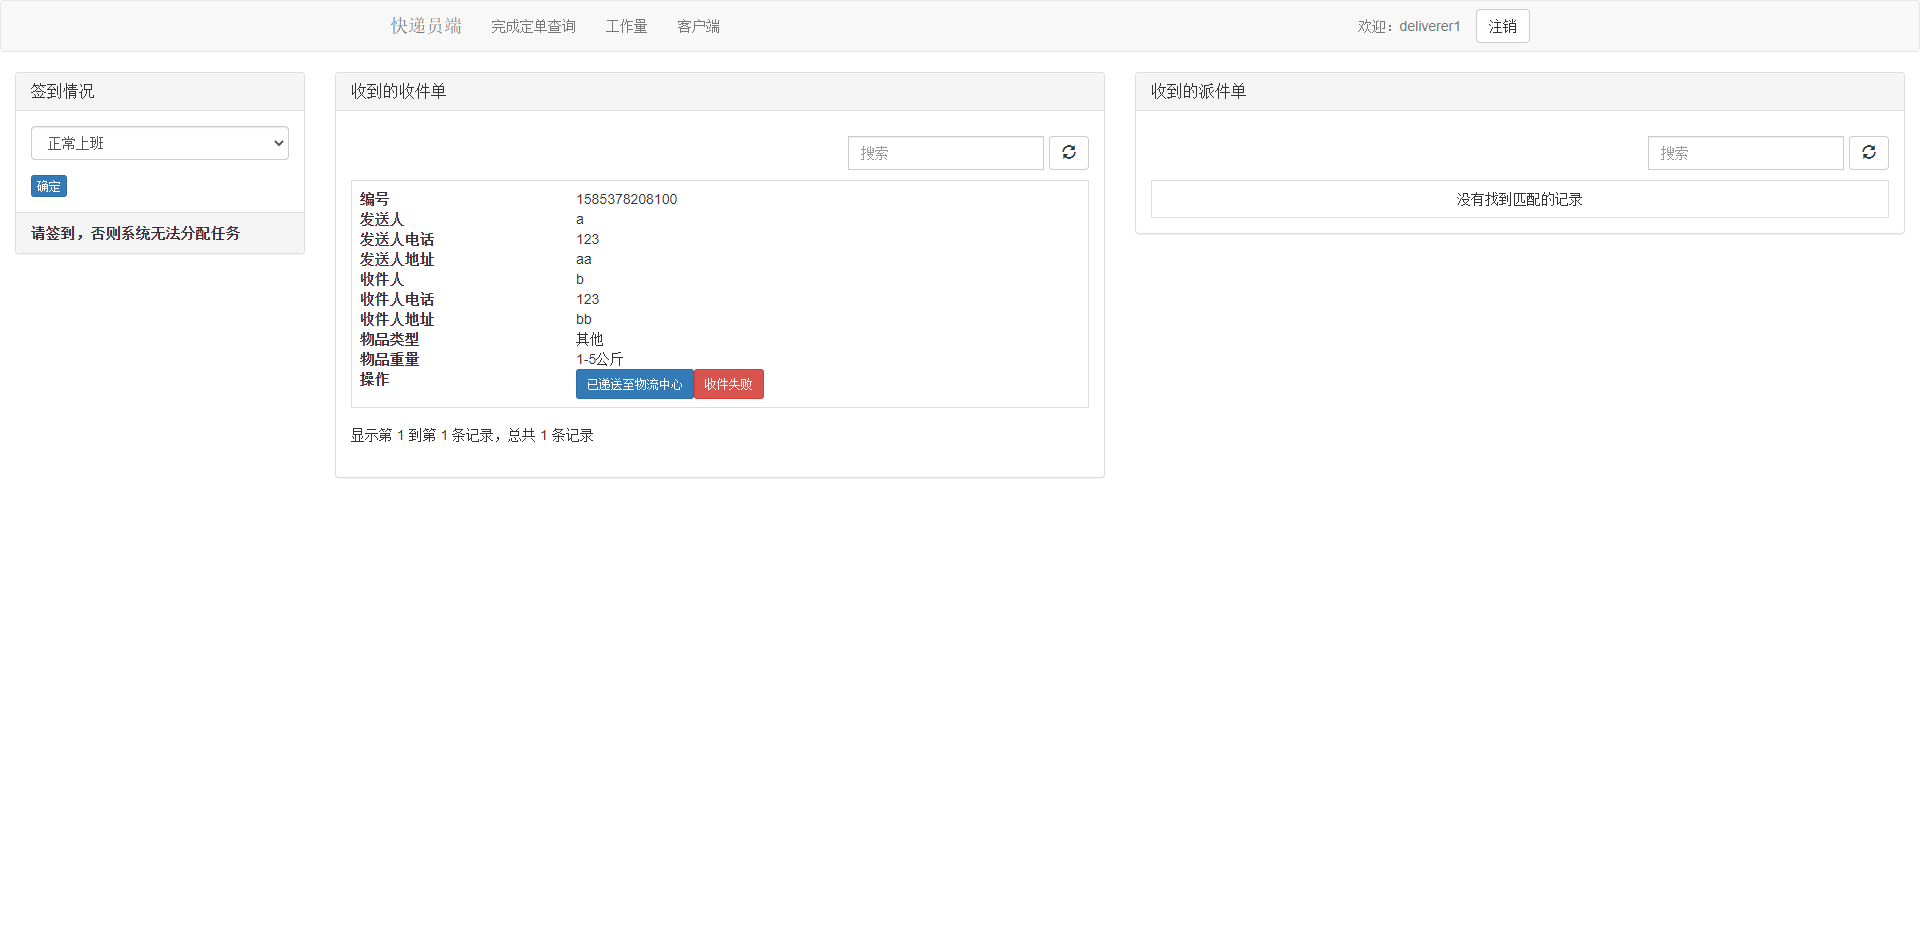 快递员端 完成定单查询 工作量 客户端 欢迎：deliverer1 注销
签到情况
正常上班
确定
请签到，否则系统无法分配任务
收到的收件单
搜索
编号 1585378208100
发送人 a
发送人电话 123
发送人地址 aa
收件人 b
收件人电话 123
收件人地址 bb
物品类型 其他
物品重量 1-5公斤
操作 已递送至物流中心 收件失败
显示第 1 到第 1 条记录，总共 1 条记录
收到的派件单
搜索
没有找到匹配的记录